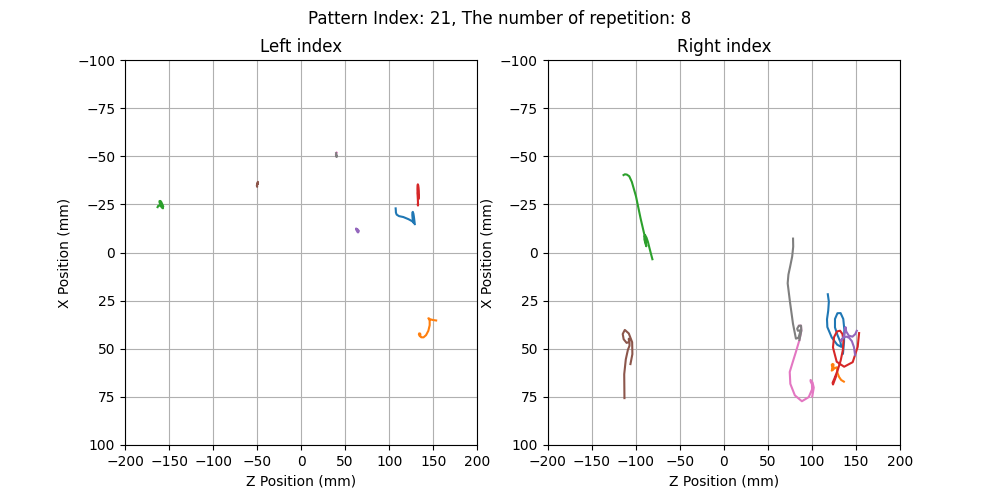 Pattern Index: 21, The number of repetition: 8
Left index
Right index
−100
−75
−50
−25
0
25
50
75
100
X Position (mm)
−200 −150 −100 −50 0 50 100 150 200
Z Position (mm)
−100
−75
−50
−25
0
25
50
75
100
X Position (mm)
−200 −150 −100 −50 0 50 100 150 200
Z Position (mm)